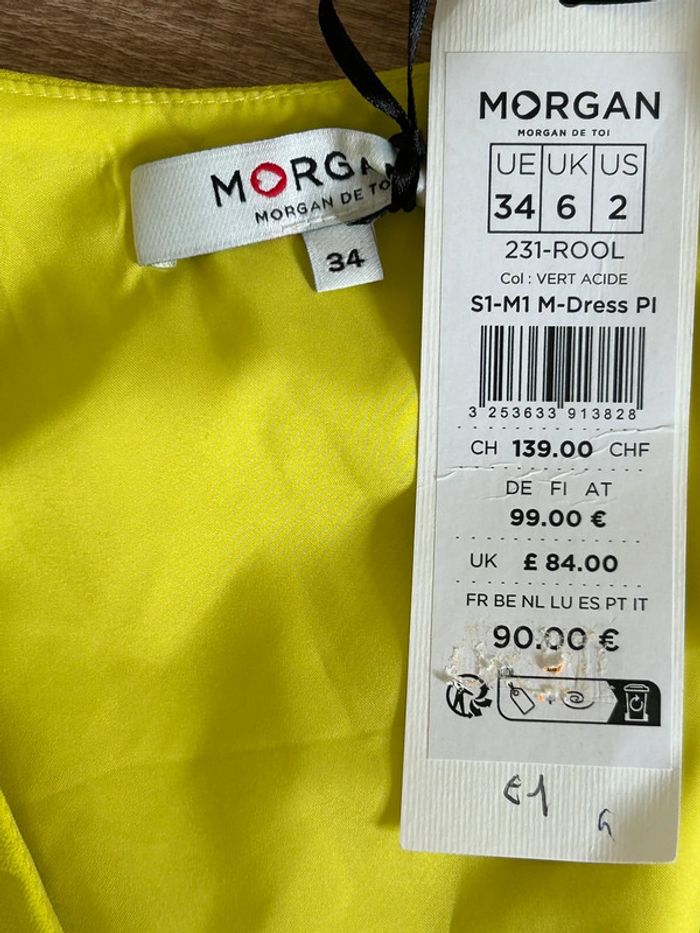 MORGAN
MORGAN DE TOI
34
MORGAN
MORGAN DE TOI
UE UK US
34 6 2
231-ROOL
Col : VERT ACIDE
S1-M1 M-Dress Pl
3 253633 913828
CH 139.00 CHF
DE FI AT
99.00 €
UK £ 84.00
FR BE NL LU ES PT IT
90.00 €